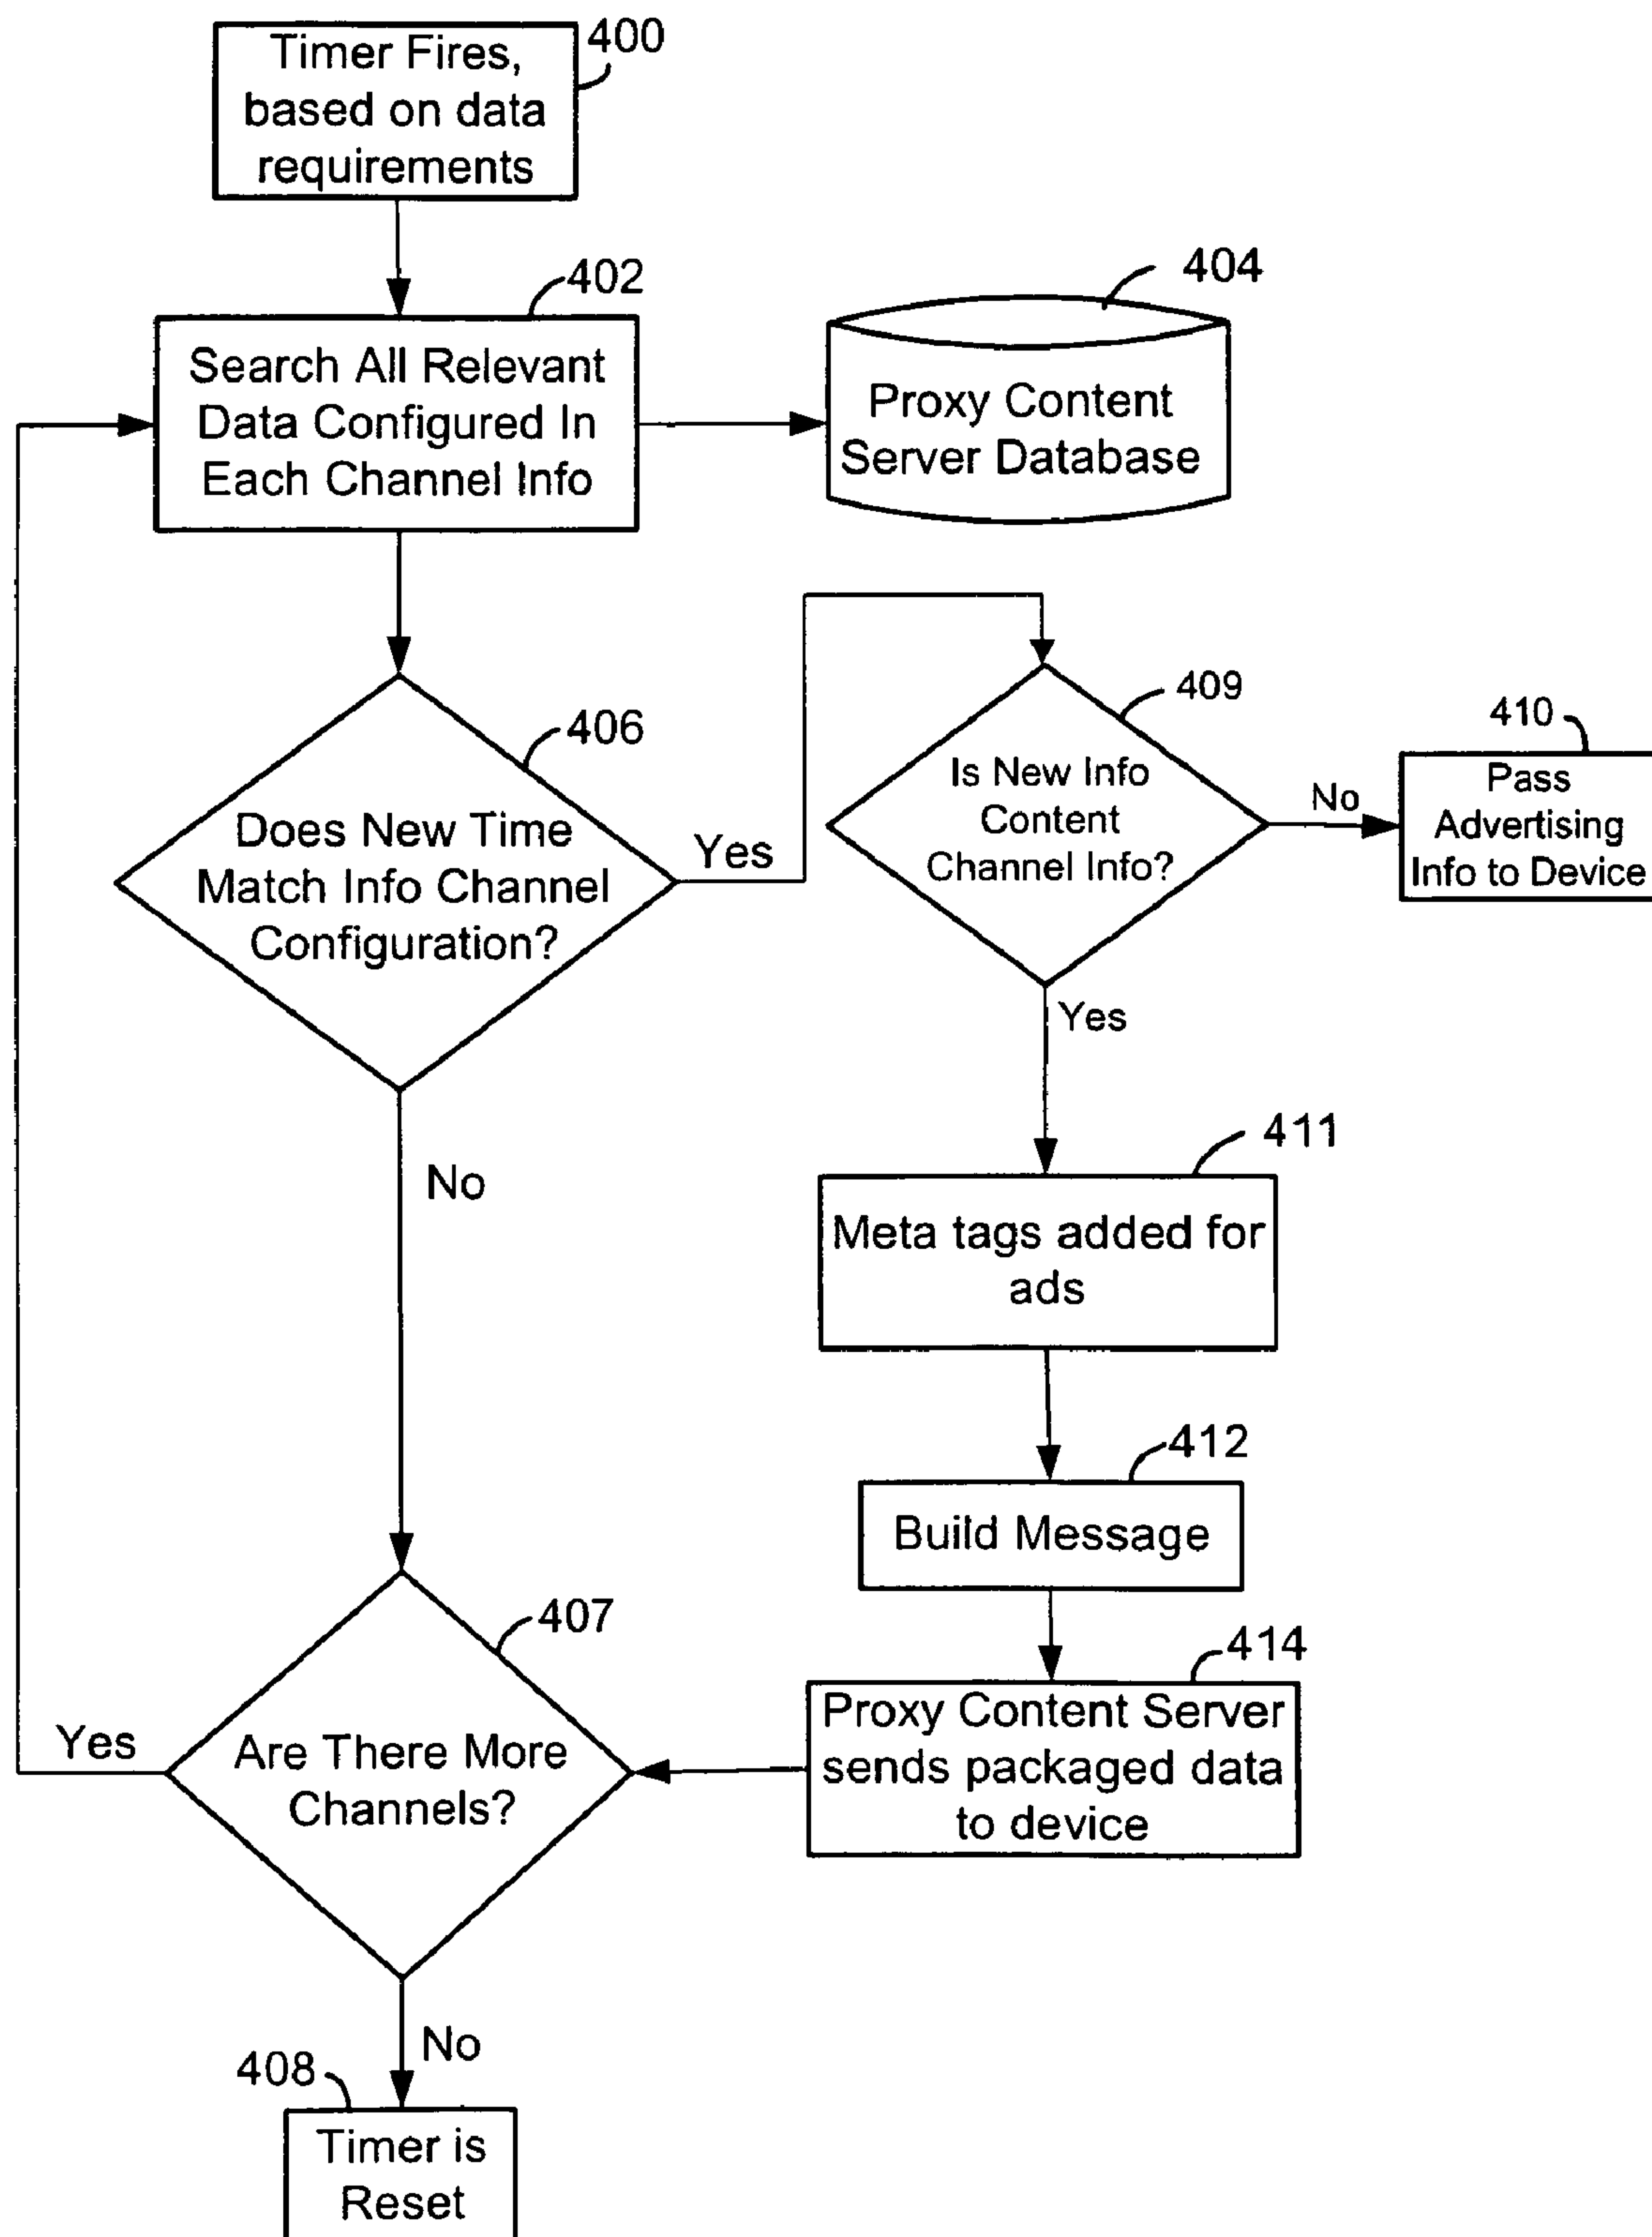 Timer Fires,
based on data
requirements
400
402
Search All Relevant
Data Configured In
Each Channel Info
404
Proxy Content
Server Database
406
Does New Time
Match Info Channel
Configuration?
Yes
No
409
Is New Info
Content
Channel Info?
No
Yes
410
Pass
Advertising
Info to Device
411
Meta tags added for
ads
412
Build Message
414
Proxy Content Server
sends packaged data
to device
407
Are There More
Channels?
Yes
No
408
Timer is
Reset